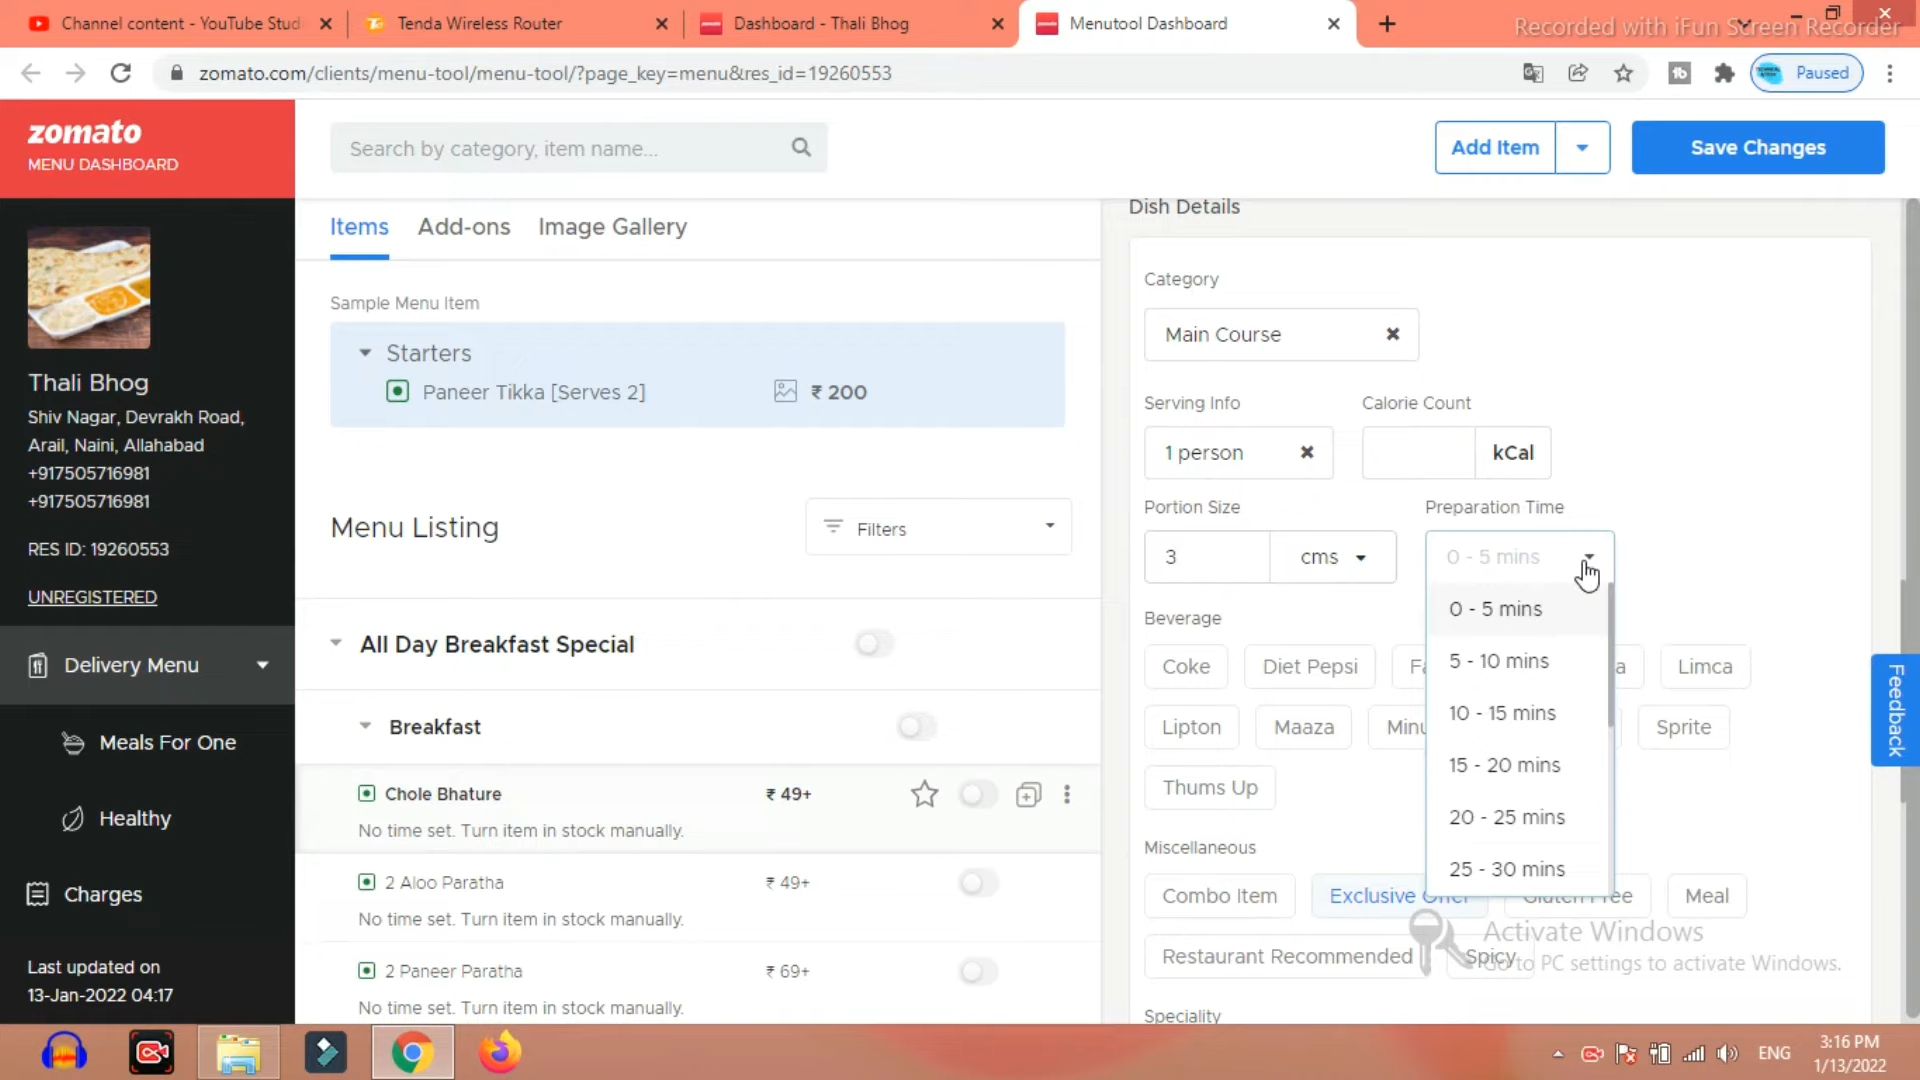 Channel content - YouTube Stud
Tenda Wireless Router
Dashboard - Thali Bhog
Menutool Dashboard
Recorded with iFun Screen Recorder
zomato.com/clients/menu-tool/menu-tool/?page_key=menu&res_id=19260553
Paused
zomato
MENU DASHBOARD
Search by category, item name...
Add Item
Save Changes
Thali Bhog
Shiv Nagar, Devrakh Road,
Arail, Naini, Allahabad
+917505716981
+917505716981
RES ID: 19260553
UNREGISTERED
Delivery Menu
Meals For One
Healthy
Charges
Last updated on
13-Jan-2022 04:17
Items Add-ons Image Gallery
Sample Menu Item
Starters
Paneer Tikka [Serves 2] ₹ 200
Menu Listing
Filters
All Day Breakfast Special
Breakfast
Chole Bhature ₹ 49+
No time set. Turn item in stock manually.
2 Aloo Paratha ₹ 49+
No time set. Turn item in stock manually.
2 Paneer Paratha ₹ 69+
No time set. Turn item in stock manually.
Dish Details
Category
Main Course
Serving Info Calorie Count
1 person kCal
Portion Size Preparation Time
3 cms 0 - 5 mins
0 - 5 mins
5 - 10 mins
10 - 15 mins
15 - 20 mins
20 - 25 mins
25 - 30 mins
Beverage
Coke Diet Pepsi Fa a Limca
Lipton Maaza Minu Sprite
Thums Up
Miscellaneous
Combo Item Exclusive Offer Gluten Free Meal
Restaurant Recommended Spicy
Speciality
Feedback
Activate Windows
Go to PC settings to activate Windows.
ENG
3:16 PM
1/13/2022